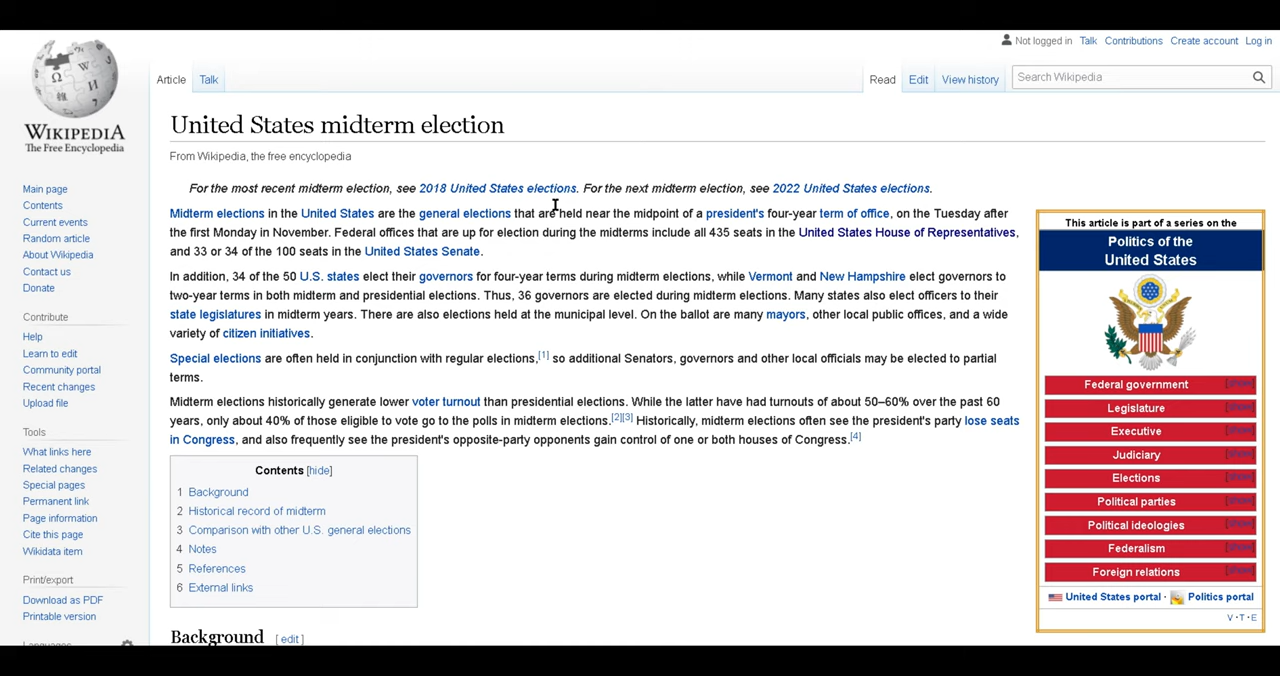 Not logged in Talk Contributions Create account Log in
Article Talk Read Edit View history Search Wikipedia
WIKIPEDIA
The Free Encyclopedia
Main page
Contents
Current events
Random article
About Wikipedia
Contact us
Donate
Contribute
Help
Learn to edit
Community portal
Recent changes
Upload file
Tools
What links here
Related changes
Special pages
Permanent link
Page information
Cite this page
Wikidata item
Print/export
Download as PDF
Printable version
Languages
United States midterm election
From Wikipedia, the free encyclopedia
For the most recent midterm election, see 2018 United States elections. For the next midterm election, see 2022 United States elections.
Midterm elections in the United States are the general elections that are held near the midpoint of a president's four-year term of office, on the Tuesday after
the first Monday in November. Federal offices that are up for election during the midterms include all 435 seats in the United States House of Representatives,
and 33 or 34 of the 100 seats in the United States Senate.
In addition, 34 of the 50 U.S. states elect their governors for four-year terms during midterm elections, while Vermont and New Hampshire elect governors to
two-year terms in both midterm and presidential elections. Thus, 36 governors are elected during midterm elections. Many states also elect officers to their
state legislatures in midterm years. There are also elections held at the municipal level. On the ballot are many mayors, other local public offices, and a wide
variety of citizen initiatives.
Special elections are often held in conjunction with regular elections,[1] so additional Senators, governors and other local officials may be elected to partial
terms.
Midterm elections historically generate lower voter turnout than presidential elections. While the latter have had turnouts of about 50–60% over the past 60
years, only about 40% of those eligible to vote go to the polls in midterm elections.[2][3] Historically, midterm elections often see the president's party lose seats
in Congress, and also frequently see the president's opposite-party opponents gain control of one or both houses of Congress.[4]
Contents [hide]
1 Background
2 Historical record of midterm
3 Comparison with other U.S. general elections
4 Notes
5 References
6 External links
Background [ edit ]
This article is part of a series on the
Politics of the
United States
Federal government [show]
Legislature [show]
Executive [show]
Judiciary [show]
Elections [show]
Political parties [show]
Political ideologies [show]
Federalism [show]
Foreign relations [show]
United States portal · Politics portal
V · T · E